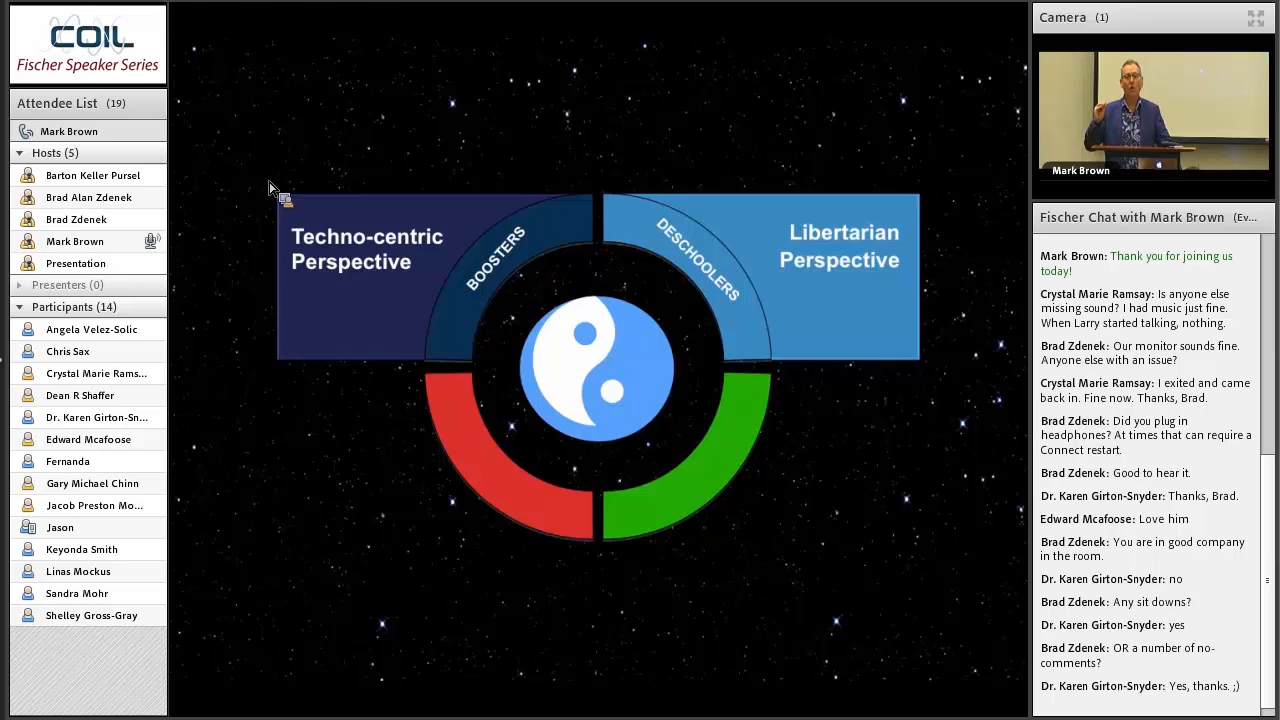 COIL
Fischer Speaker Series
Attendee List (19)
Mark Brown
Hosts (5)
Barton Keller Pursel
Brad Alan Zdenek
Brad Zdenek
Mark Brown
Presentation
Presenters (0)
Participants (14)
Angela Velez-Solic
Chris Sax
Crystal Marie Rams...
Dean R Shaffer
Dr. Karen Girton-Sn...
Edward Mcafoose
Fernanda
Gary Michael Chinn
Jacob Preston Mo...
Jason
Keyonda Smith
Linas Mockus
Sandra Mohr
Shelley Gross-Gray
Techno-centric
Perspective
BOOSTERS
DESCHOOLERS
Libertarian
Perspective
Camera (1)
Mark Brown
Fischer Chat with Mark Brown (Ev...
Mark Brown: Thank you for joining us
today!
Crystal Marie Ramsay: Is anyone else
missing sound? I had music just fine.
When Larry started talking, nothing.
Brad Zdenek: Our monitor sounds fine.
Anyone else with an issue?
Crystal Marie Ramsay: I exited and came
back in. Fine now. Thanks, Brad.
Brad Zdenek: Did you plug in
headphones? At times that can require a
Connect restart.
Brad Zdenek: Good to hear it.
Dr. Karen Girton-Snyder: Thanks, Brad.
Edward Mcafoose: Love him
Brad Zdenek: You are in good company
in the room.
Dr. Karen Girton-Snyder: no
Brad Zdenek: Any sit downs?
Dr. Karen Girton-Snyder: yes
Brad Zdenek: OR a number of no-
comments?
Dr. Karen Girton-Snyder: Yes, thanks. ;)